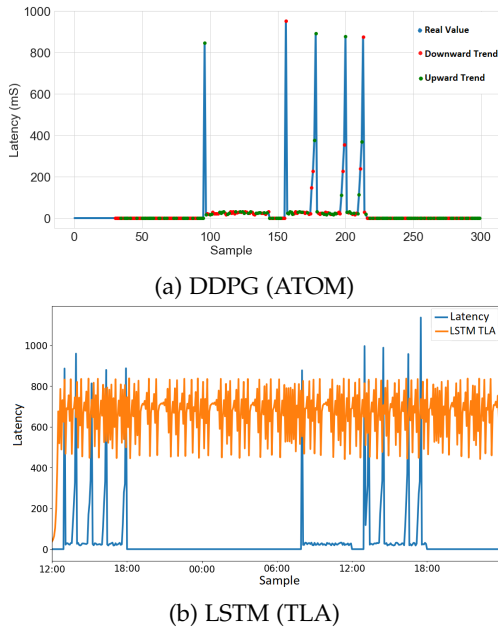 1000
800
600
400
200
0
Latency (mS)
Real Value
Downward Trend
Upward Trend
0 50 100 150 200 250 300
Sample
(a) DDPG (ATOM)
1000
800
600
400
200
0
Latency
Latency
LSTM TLA
12:00 18:00 00:00 06:00 12:00 18:00
Sample
(b) LSTM (TLA)